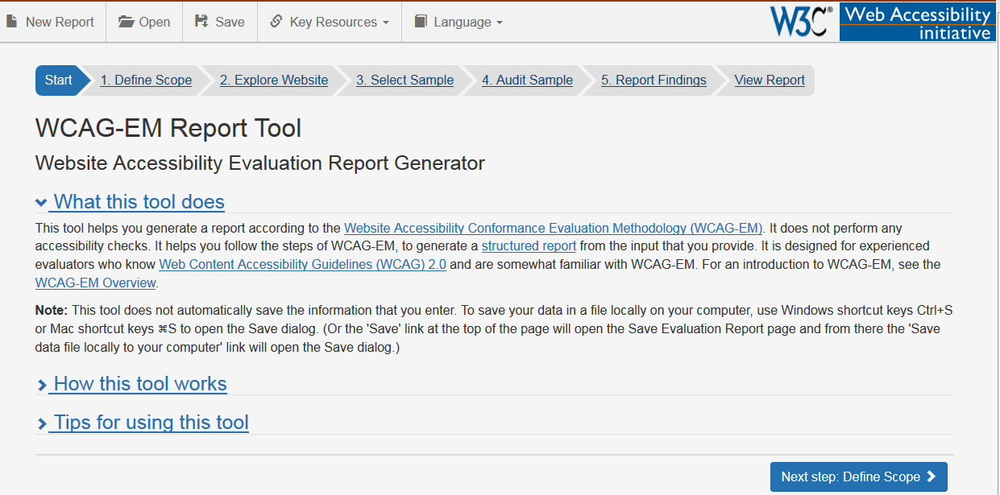 New Report
Open
Save
Key Resources
Language
W3C®
Web Accessibility
initiative
Start
1. Define Scope
2. Explore Website
3. Select Sample
4. Audit Sample
5. Report Findings
View Report
WCAG-EM Report Tool
Website Accessibility Evaluation Report Generator
What this tool does
This tool helps you generate a report according to the Website Accessibility Conformance Evaluation Methodology (WCAG-EM). It does not perform any
accessibility checks. It helps you follow the steps of WCAG-EM, to generate a structured report from the input that you provide. It is designed for experienced
evaluators who know Web Content Accessibility Guidelines (WCAG) 2.0 and are somewhat familiar with WCAG-EM. For an introduction to WCAG-EM, see the
WCAG-EM Overview.
Note: This tool does not automatically save the information that you enter. To save your data in a file locally on your computer, use Windows shortcut keys Ctrl+S
or Mac shortcut keys ⌘S to open the Save dialog. (Or the 'Save' link at the top of the page will open the Save Evaluation Report page and from there the 'Save
data file locally to your computer' link will open the Save dialog.)
How this tool works
Tips for using this tool
Next step: Define Scope